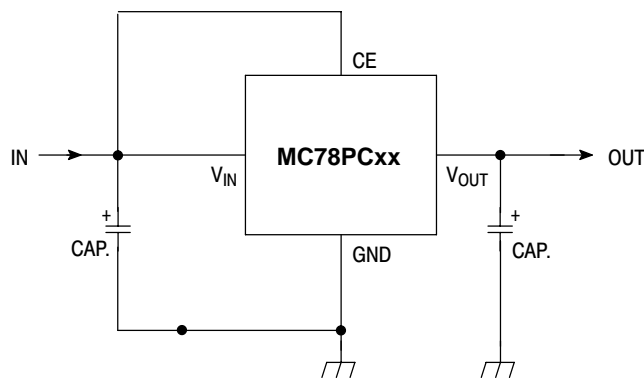 CE
IN
MC78PCxx
OUT
VIN
VOUT
+
CAP.
GND
+
CAP.